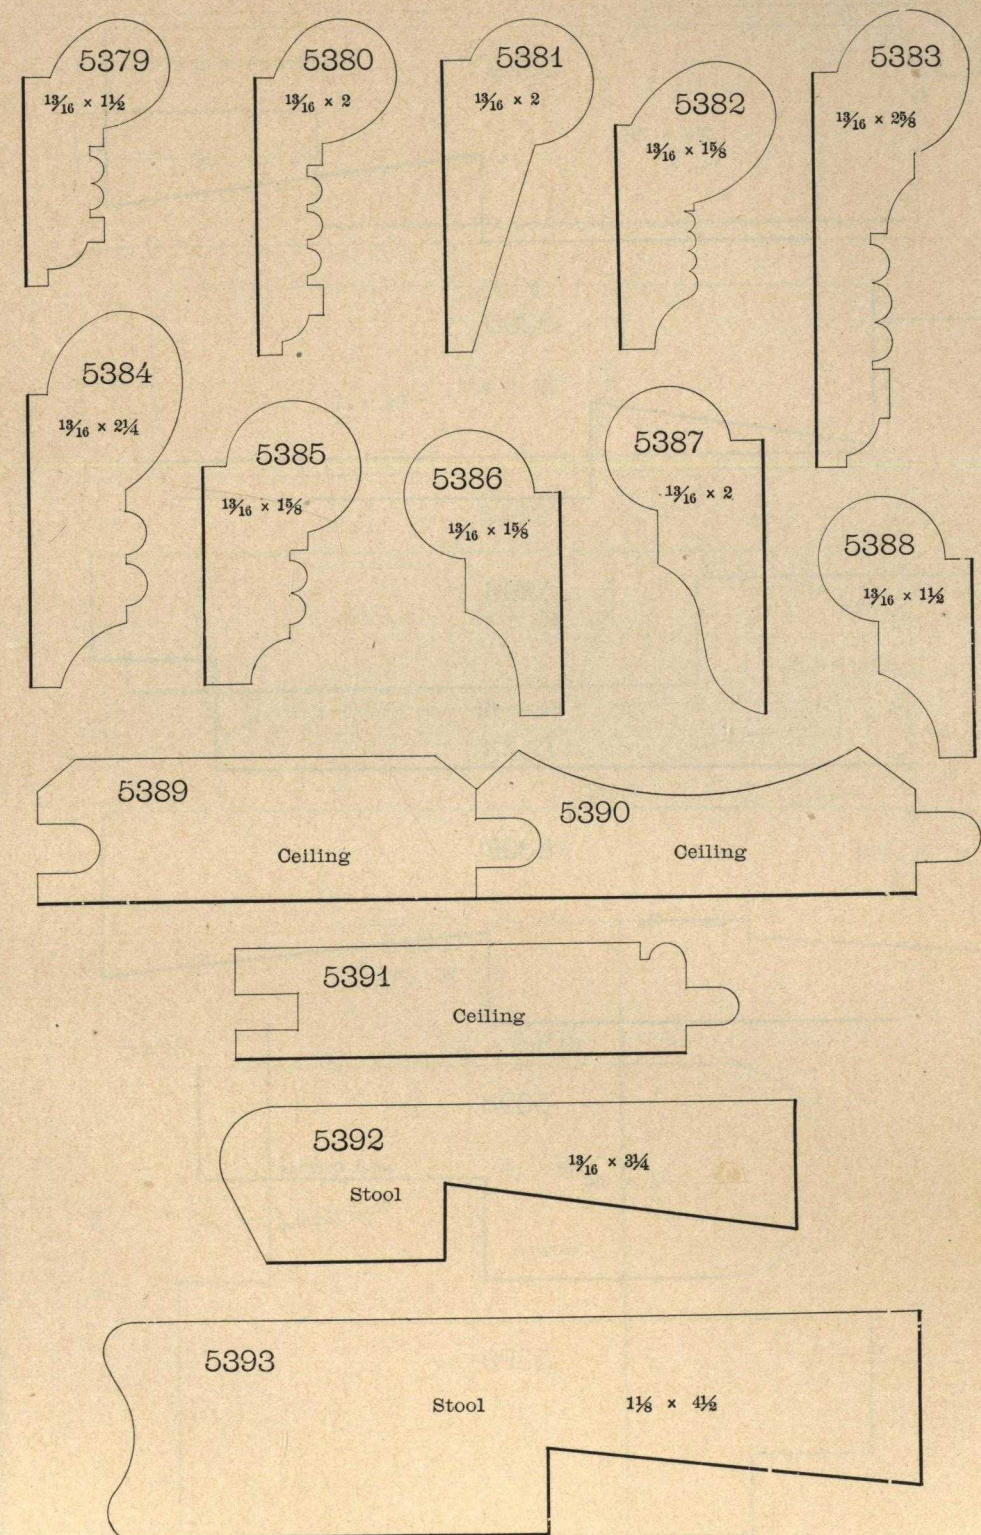 5379
13/16 × 1½
5380
13/16 × 2
5381
13/16 × 2
5382
13/16 × 1⅝
5383
13/16 × 2⅝
5384
13/16 × 2¼
5385
13/16 × 1⅝
5386
13/16 × 1⅝
5387
13/16 × 2
5388
13/16 × 1½
5389
Ceiling
5390
Ceiling
5391
Ceiling
5392
13/16 × 3¼
Stool
5393
Stool 1⅛ × 4½